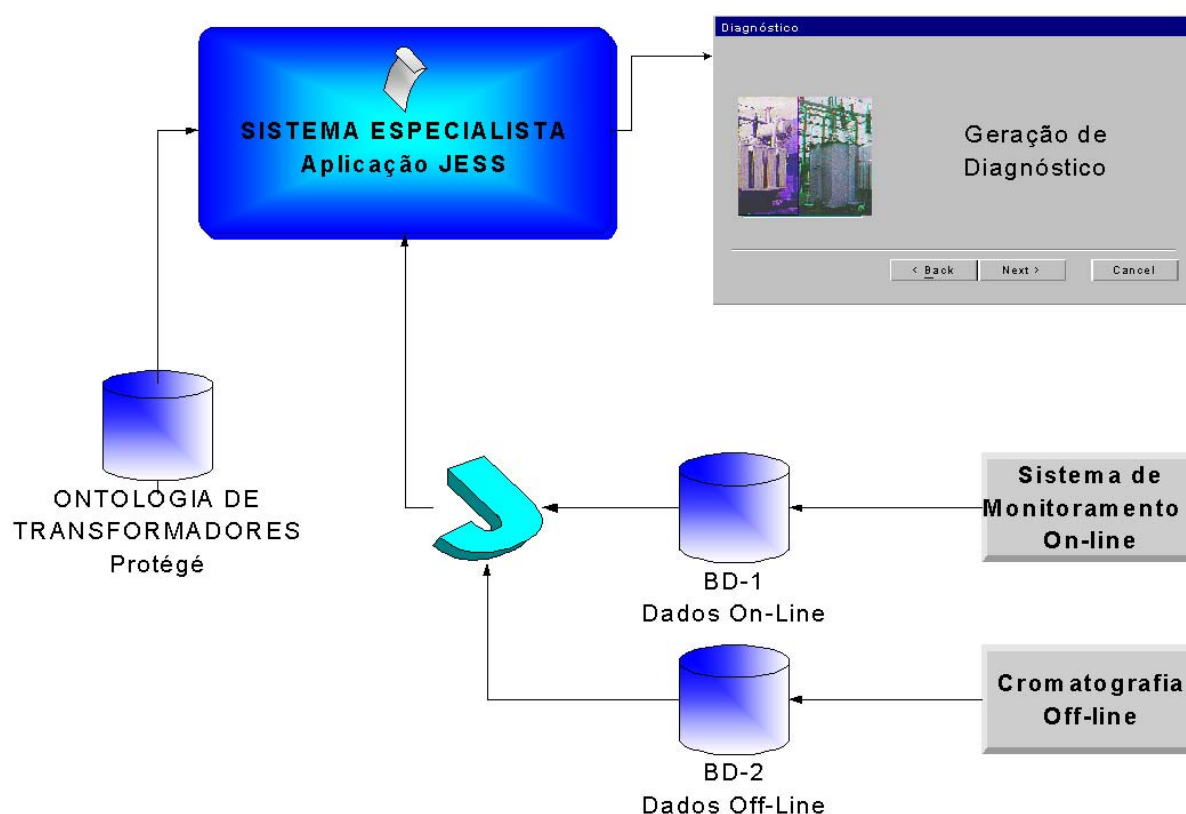 Diagnóstico
SISTEMA ESPECIALISTA
Aplicação JESS
Geração de
Diagnóstico
< Back
Next >
Cancel
ONTOLOGIA DE
TRANSFORMADORES
Protégé
BD-1
Dados On-Line
Sistema de
Monitoramento
On-line
BD-2
Dados Off-Line
Cromatografia
Off-line